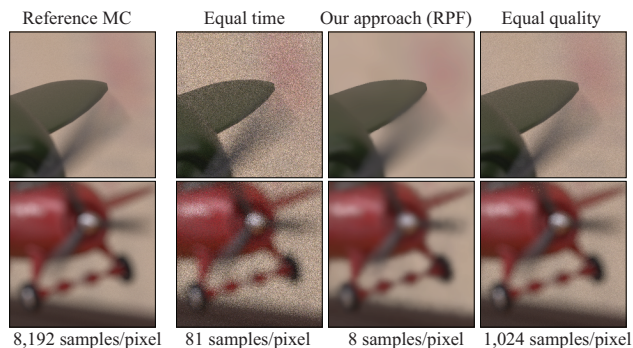 Reference MC
Equal time
Our approach (RPF)
Equal quality
8,192 samples/pixel
81 samples/pixel
8 samples/pixel
1,024 samples/pixel